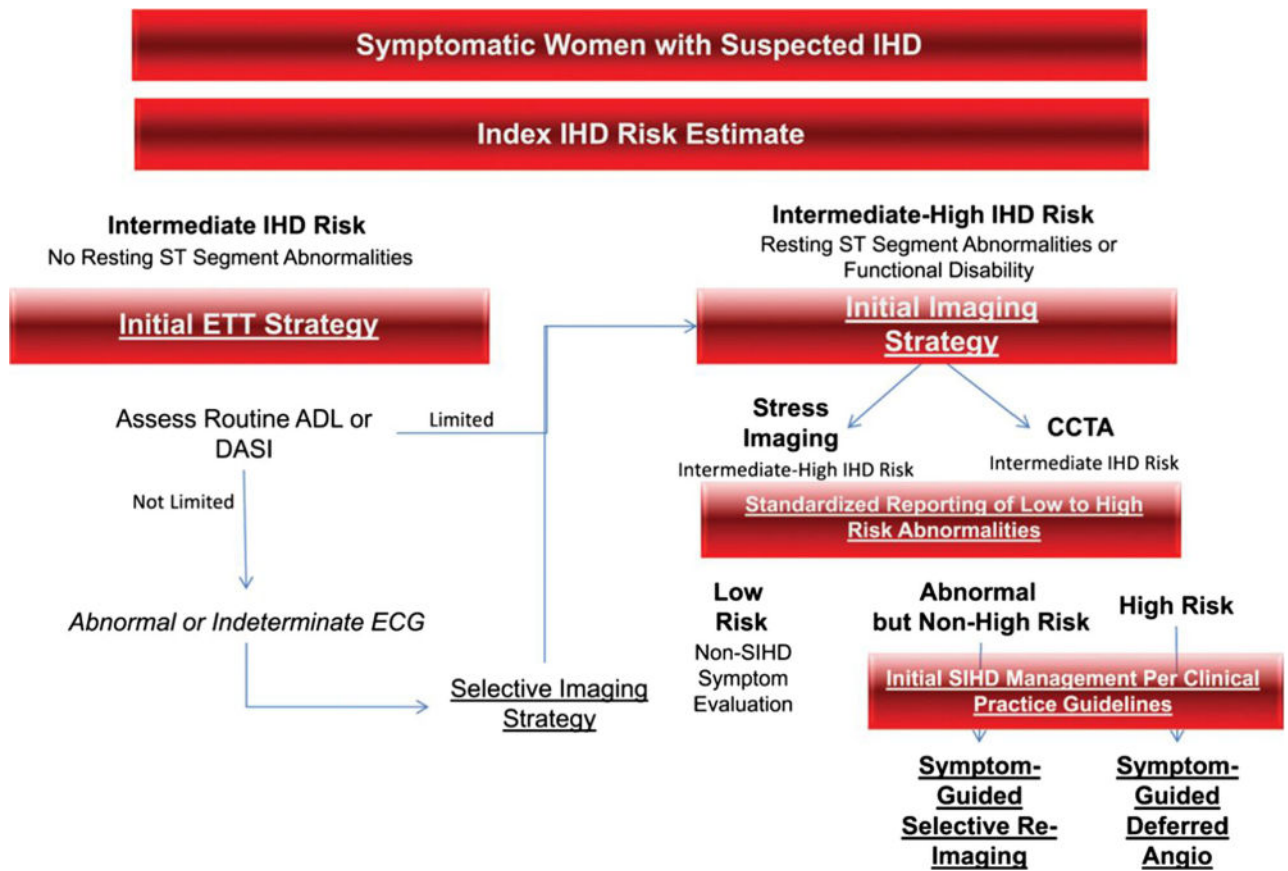 Symptomatic Women with Suspected IHD
Index IHD Risk Estimate
Intermediate IHD Risk
No Resting ST Segment Abnormalities
Initial ETT Strategy
Assess Routine ADL or
DASI
Limited
Not Limited
Abnormal or Indeterminate ECG
Selective Imaging
Strategy
Intermediate-High IHD Risk
Resting ST Segment Abnormalities or
Functional Disability
Initial Imaging
Strategy
Stress
Imaging
Intermediate-High IHD Risk
CCTA
Intermediate IHD Risk
Standardized Reporting of Low to High
Risk Abnormalities
Low
Risk
Non-SIHD
Symptom
Evaluation
Abnormal
but Non-High Risk
High Risk
Initial SIHD Management Per Clinical
Practice Guidelines
Symptom-
Guided
Selective Re-
Imaging
Symptom-
Guided
Deferred
Angio